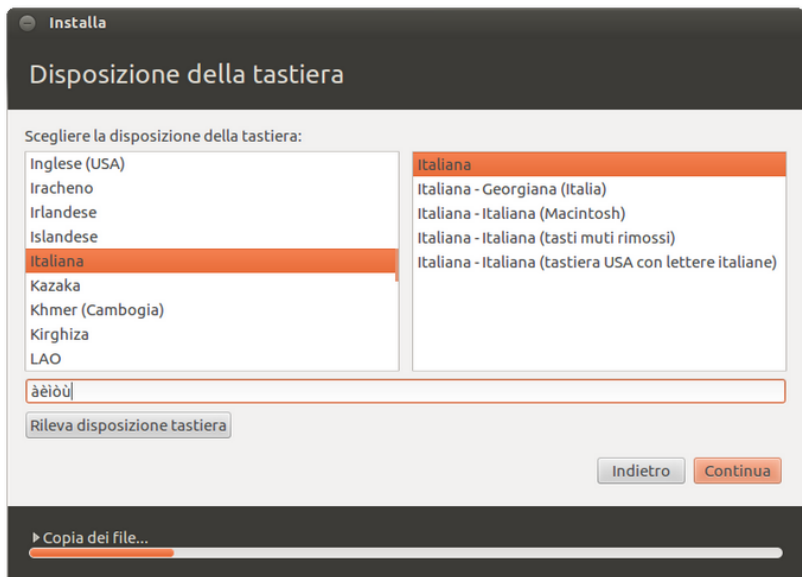 Installa
Disposizione della tastiera
Scegliere la disposizione della tastiera:
Inglese (USA)
Iracheno
Irlandese
Islandese
Italiana
Kazaka
Khmer (Cambogia)
Kirghiza
LAO
Italiana
Italiana - Georgiana (Italia)
Italiana - Italiana (Macintosh)
Italiana - Italiana (tasti muti rimossi)
Italiana - Italiana (tastiera USA con lettere italiane)
àèìòù
Rileva disposizione tastiera
Indietro
Continua
Copia dei file...